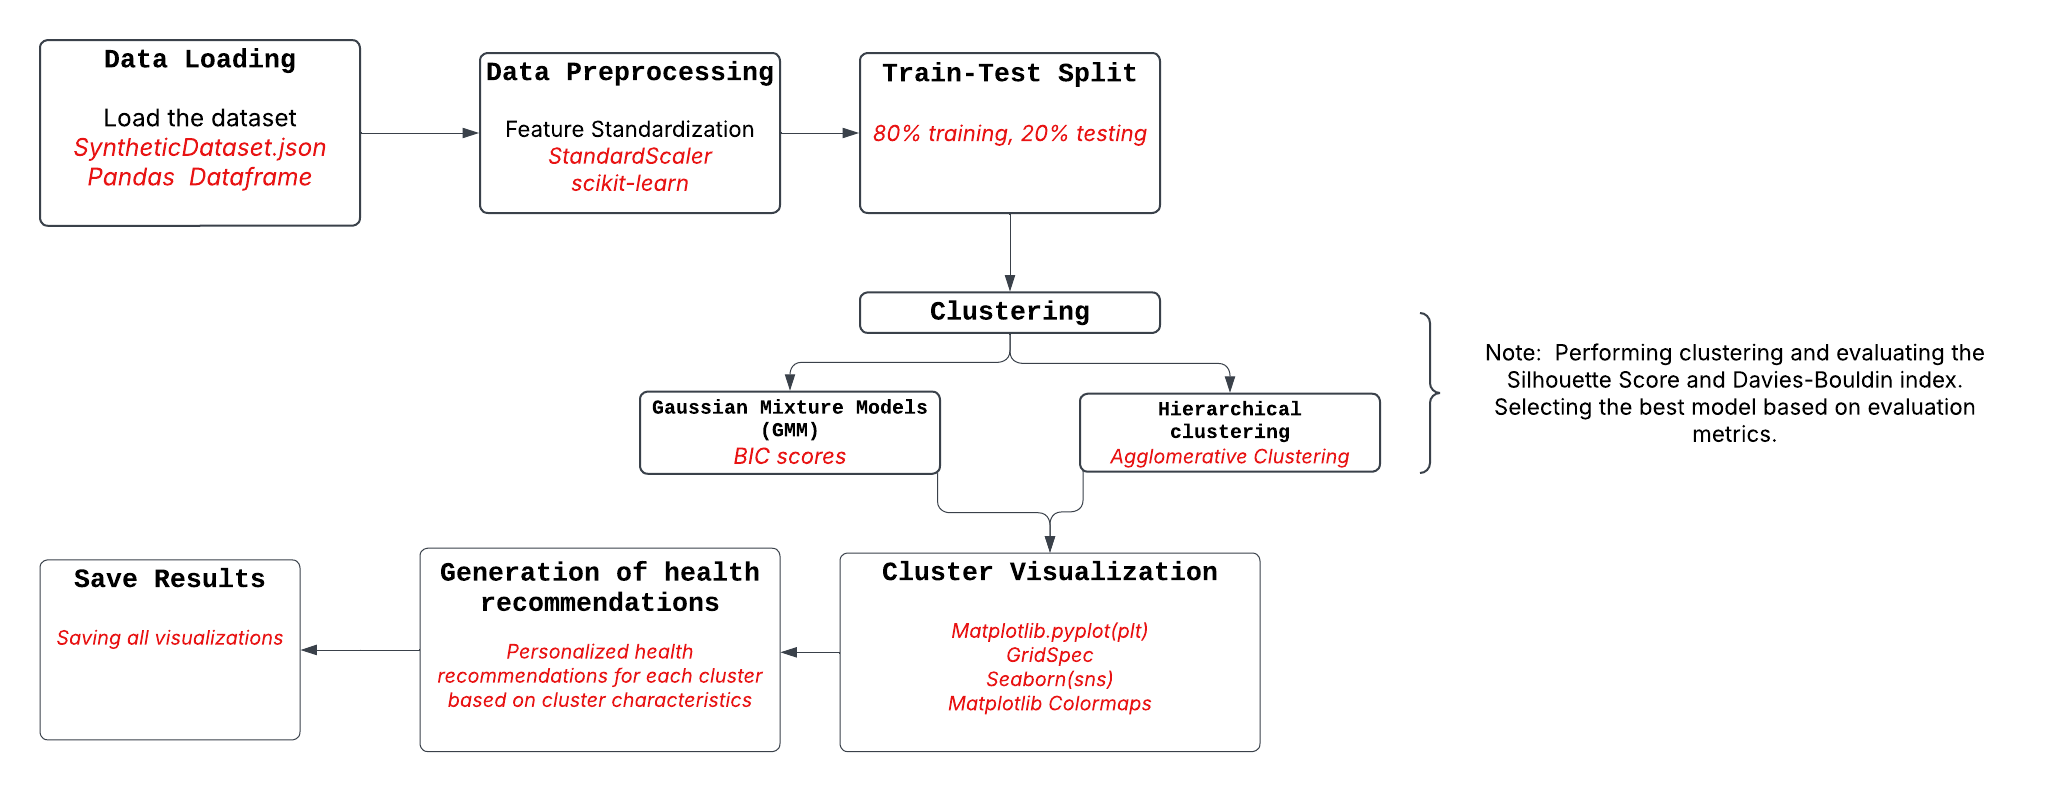 Data Loading
Load the dataset
SyntheticDataset.json
Pandas Dataframe
Data Preprocessing
Feature Standardization
StandardScaler
scikit-learn
Train-Test Split
80% training, 20% testing
Clustering
Gaussian Mixture Models
(GMM)
BIC scores
Hierarchical
clustering
Agglomerative Clustering
Note: Performing clustering and evaluating the
Silhouette Score and Davies-Bouldin index.
Selecting the best model based on evaluation
metrics.
Cluster Visualization
Matplotlib.pyplot(plt)
GridSpec
Seaborn(sns)
Matplotlib Colormaps
Generation of health
recommendations
Personalized health
recommendations for each cluster
based on cluster characteristics
Save Results
Saving all visualizations